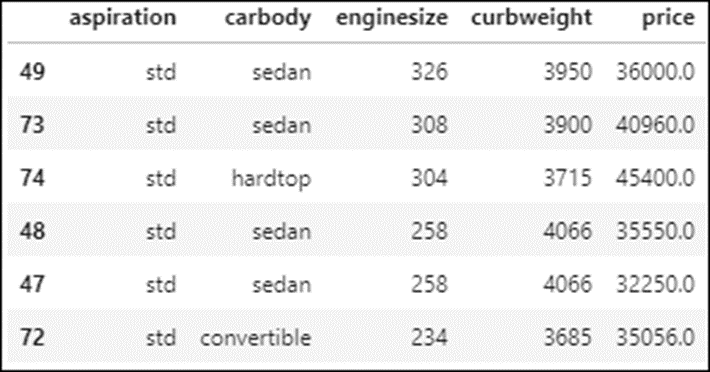 aspiration carbody enginesize curbweight price
49 std sedan 326 3950 36000.0
73 std sedan 308 3900 40960.0
74 std hardtop 304 3715 45400.0
48 std sedan 258 4066 35550.0
47 std sedan 258 4066 32250.0
72 std convertible 234 3685 35056.0